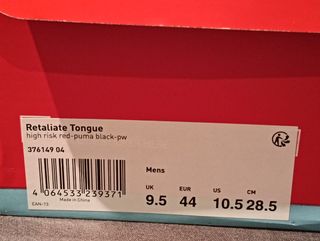 Retaliate Tongue
high risk red-puma black-pw
376149 04
Mens
UK EUR US CM
9.5 44 10.5 28.5
4 064533 239371
Made in China
EAN-13